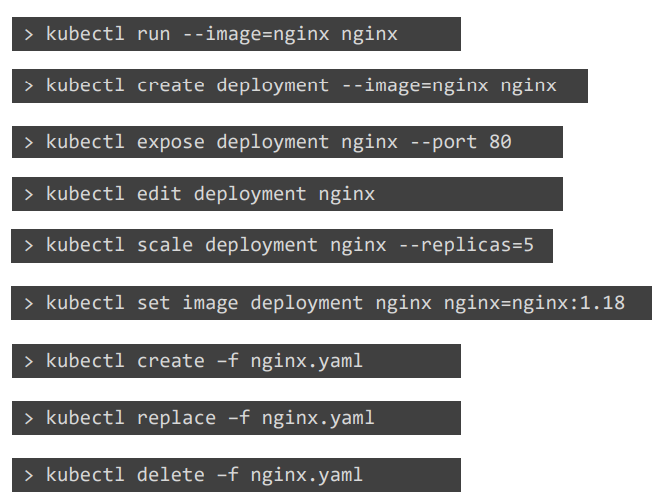 > kubectl run --image=nginx nginx
> kubectl create deployment --image=nginx nginx
> kubectl expose deployment nginx --port 80
> kubectl edit deployment nginx
> kubectl scale deployment nginx --replicas=5
> kubectl set image deployment nginx nginx=nginx:1.18
> kubectl create –f nginx.yaml
> kubectl replace –f nginx.yaml
> kubectl delete –f nginx.yaml